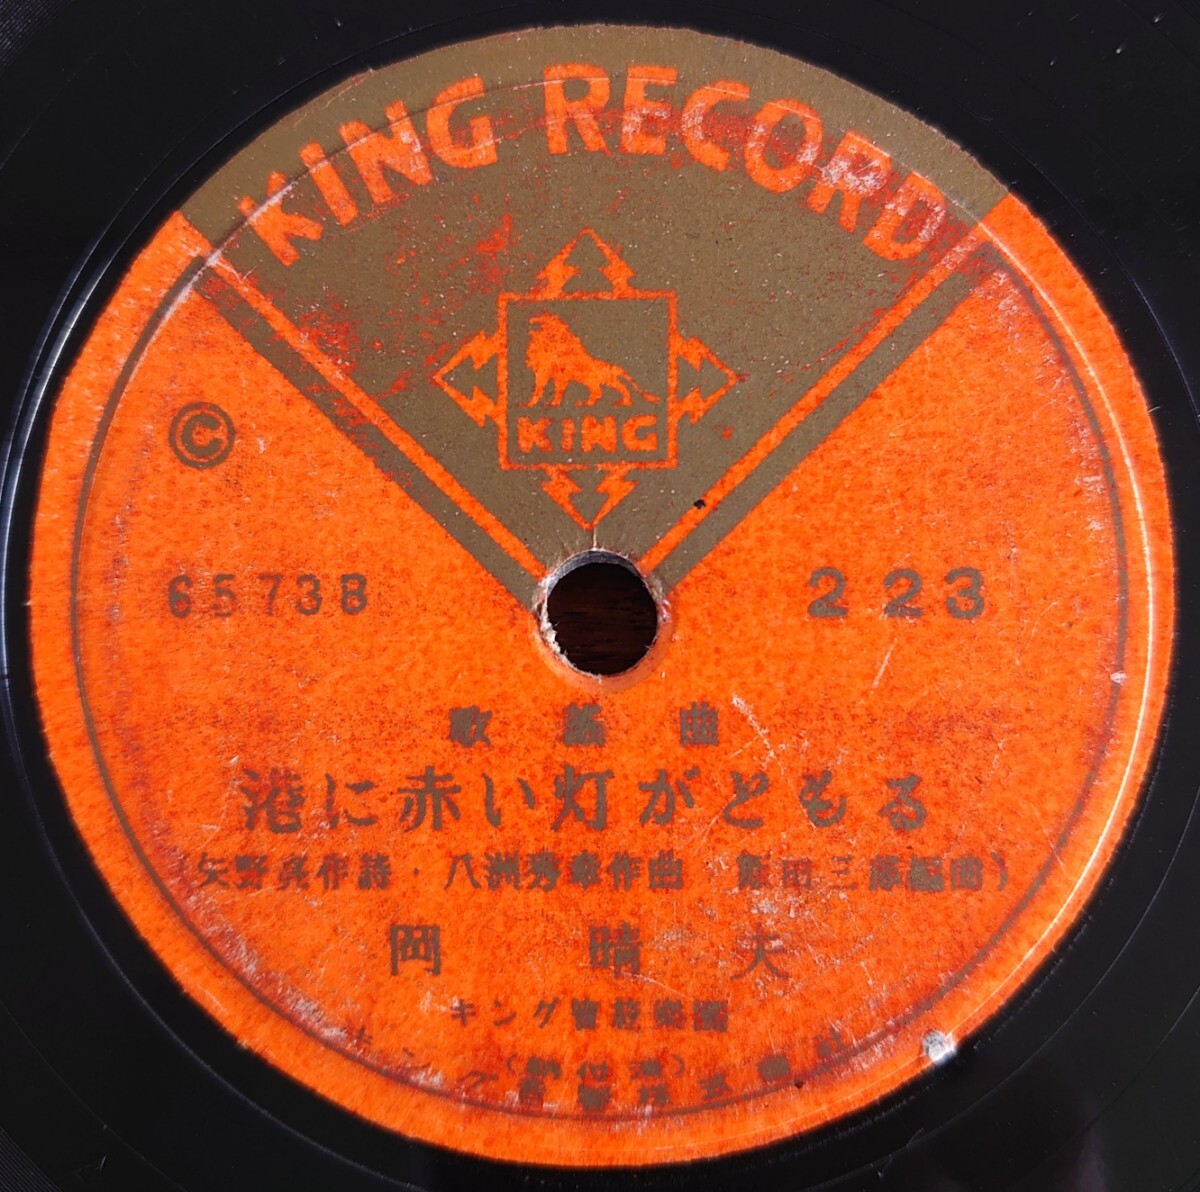 KING RECORD
KING
©
6573B
223
歌謡曲
港に赤い灯がともる
(矢野亮作詩・八洲秀章作曲 飯田三郎編曲)
岡 晴夫
キング管絃楽團